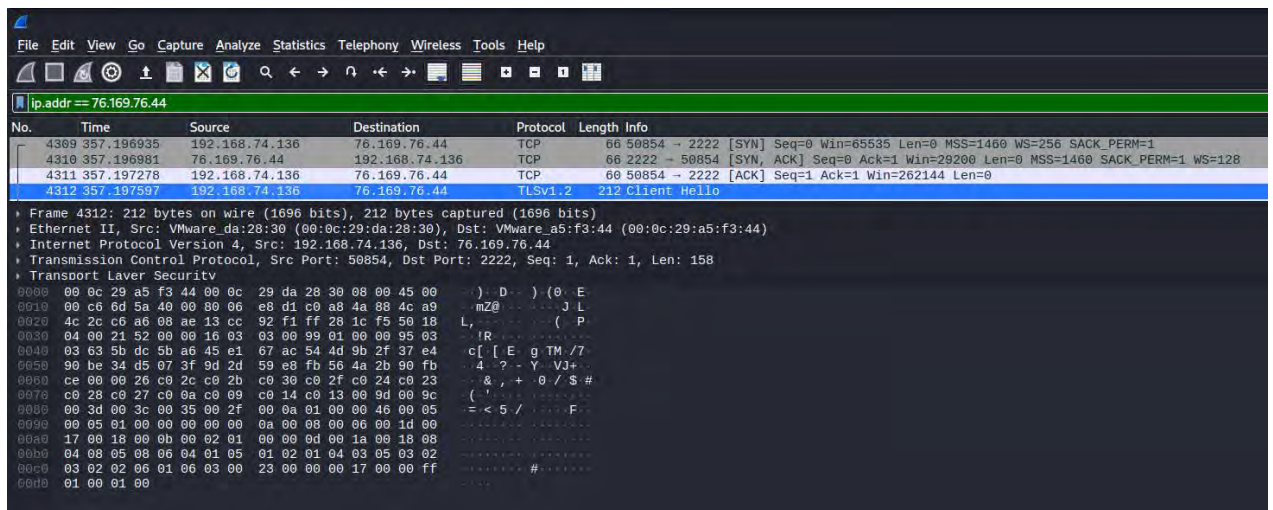 File Edit View Go Capture Analyze Statistics Telephony Wireless Tools Help
ip.addr == 76.169.76.44
No. Time Source Destination Protocol Length Info
4309 357.196935 192.168.74.136 76.169.76.44 TCP 66 50854 → 2222 [SYN] Seq=0 Win=65535 Len=0 MSS=1460 WS=256 SACK_PERM=1
4310 357.196981 76.169.76.44 192.168.74.136 TCP 66 2222 → 50854 [SYN, ACK] Seq=0 Ack=1 Win=29200 Len=0 MSS=1460 SACK_PERM=1 WS=128
4311 357.197278 192.168.74.136 76.169.76.44 TCP 60 50854 → 2222 [ACK] Seq=1 Ack=1 Win=262144 Len=0
4312 357.197597 192.168.74.136 76.169.76.44 TLSv1.2 212 Client Hello
Frame 4312: 212 bytes on wire (1696 bits), 212 bytes captured (1696 bits)
Ethernet II, Src: VMware_da:28:30 (00:0c:29:da:28:30), Dst: VMware_a5:f3:44 (00:0c:29:a5:f3:44)
Internet Protocol Version 4, Src: 192.168.74.136, Dst: 76.169.76.44
Transmission Control Protocol, Src Port: 50854, Dst Port: 2222, Seq: 1, Ack: 1, Len: 158
Transport Layer Security
0000 00 0c 29 a5 f3 44 00 0c 29 da 28 30 08 00 45 00 ··)··D·· )·(0··E·
0010 00 c6 6d 5a 40 00 80 06 e8 d1 c0 a8 4a 88 4c a9 ··mZ@··· ····J·L·
0020 4c 2c c6 a6 08 ae 13 cc 92 f1 ff 28 1c f5 50 18 L,······ ···(··P·
0030 04 00 21 52 00 00 16 03 03 00 99 01 00 00 95 03 ··!R···· ········
0040 03 63 5b dc 5b a6 45 e1 67 ac 54 4d 9b 2f 37 e4 ·c[·[·E· g·TM·/7·
0050 90 be 34 d5 07 3f 9d 2d 59 e8 fb 56 4a 2b 90 fb ··4··?·- Y··VJ+··
0060 ce 00 00 26 c0 2c c0 2b c0 30 c0 2f c0 24 c0 23 ···&·,·+ ·0·/·$·#
0070 c0 28 c0 27 c0 0a c0 09 c0 14 c0 13 00 9d 00 9c ·(·'···· ········
0080 00 3d 00 3c 00 35 00 2f 00 0a 01 00 00 46 00 05 ·=·<·5·/ ·····F··
0090 00 05 01 00 00 00 00 00 0a 00 08 00 06 00 1d 00 ········ ········
00a0 17 00 18 00 0b 00 02 01 00 00 0d 00 1a 00 18 08 ········ ········
00b0 04 08 05 08 06 04 01 05 01 02 01 04 03 05 03 02 ········ ········
00c0 03 02 02 06 01 06 03 00 23 00 00 00 17 00 00 ff ········ #·······
00d0 01 00 01 00 ····